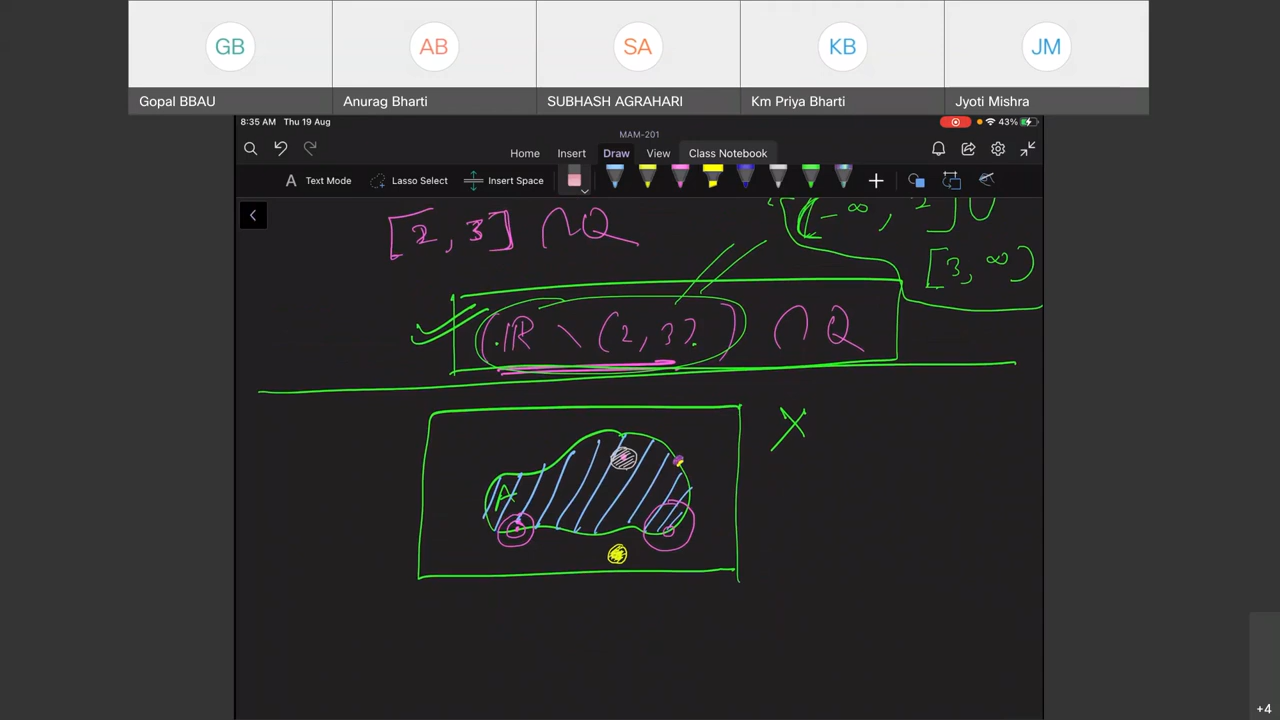 GB AB SA KB JM
Gopal BBAU Anurag Bharti SUBHASH AGRAHARI Km Priya Bharti Jyoti Mishra
8:35 AM Thu 19 Aug 43%
MAM-201
Home Insert Draw View Class Notebook
A Text Mode Lasso Select Insert Space
[2, 3] ∩ Q
(-∞, 2] ∪
[3, ∞)
(ℝ \ (2, 3)) ∩ Q
X
A
+4